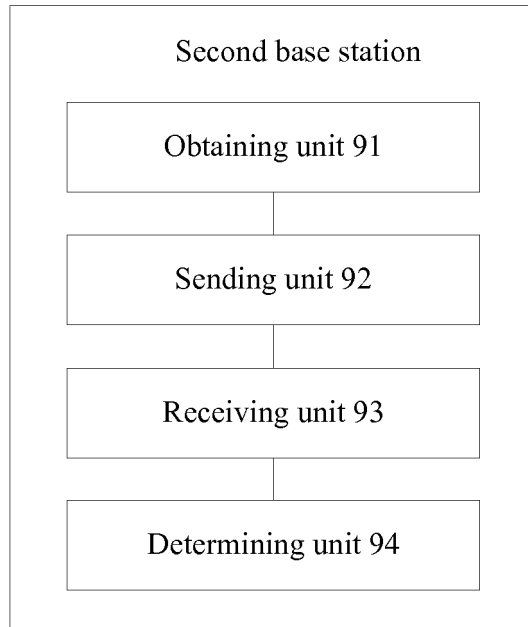 Second base station
Obtaining unit 91
Sending unit 92
Receiving unit 93
Determining unit 94